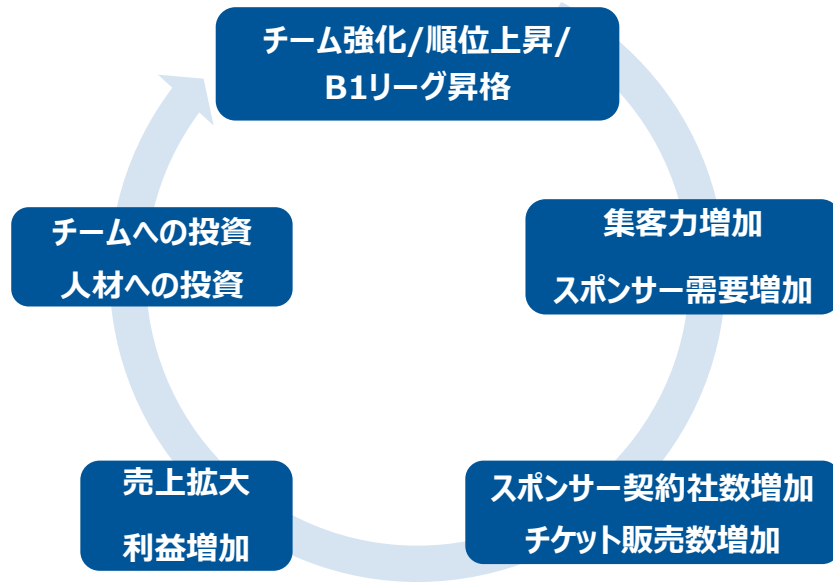 チーム強化/順位上昇/
B1リーグ昇格
集客力増加
スポンサー需要増加
スポンサー契約社数増加
チケット販売数増加
売上拡大
利益増加
チームへの投資
人材への投資